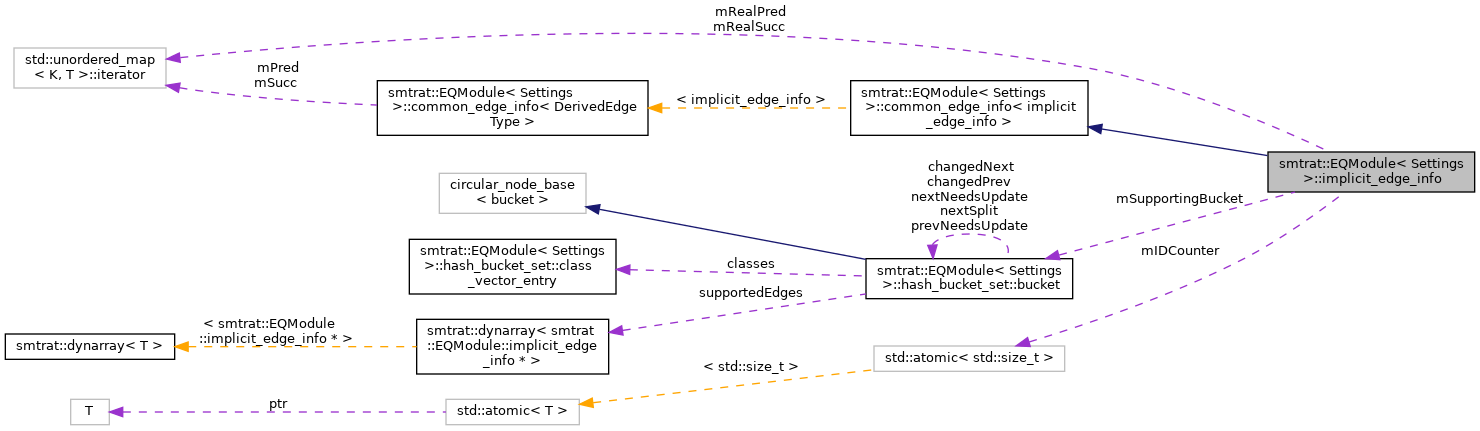 mRealPred
mRealSucc
std::unordered_map
< K, T >::iterator
mPred
mSucc
smtrat::EQModule< Settings
>::common_edge_info< DerivedEdge
Type >
< implicit_edge_info >
smtrat::EQModule< Settings
>::common_edge_info< implicit
_edge_info >
smtrat::EQModule< Settings
>::implicit_edge_info
changedNext
changedPrev
nextNeedsUpdate
nextSplit
prevNeedsUpdate
circular_node_base
< bucket >
mSupportingBucket
mIDCounter
smtrat::EQModule< Settings
>::hash_bucket_set::class
_vector_entry
classes
smtrat::EQModule< Settings
>::hash_bucket_set::bucket
supportedEdges
< smtrat::EQModule
::implicit_edge_info * >
smtrat::dynarray< T >
smtrat::dynarray< smtrat
::EQModule::implicit_edge
_info * >
std::atomic< std::size_t >
< std::size_t >
T
ptr
std::atomic< T >